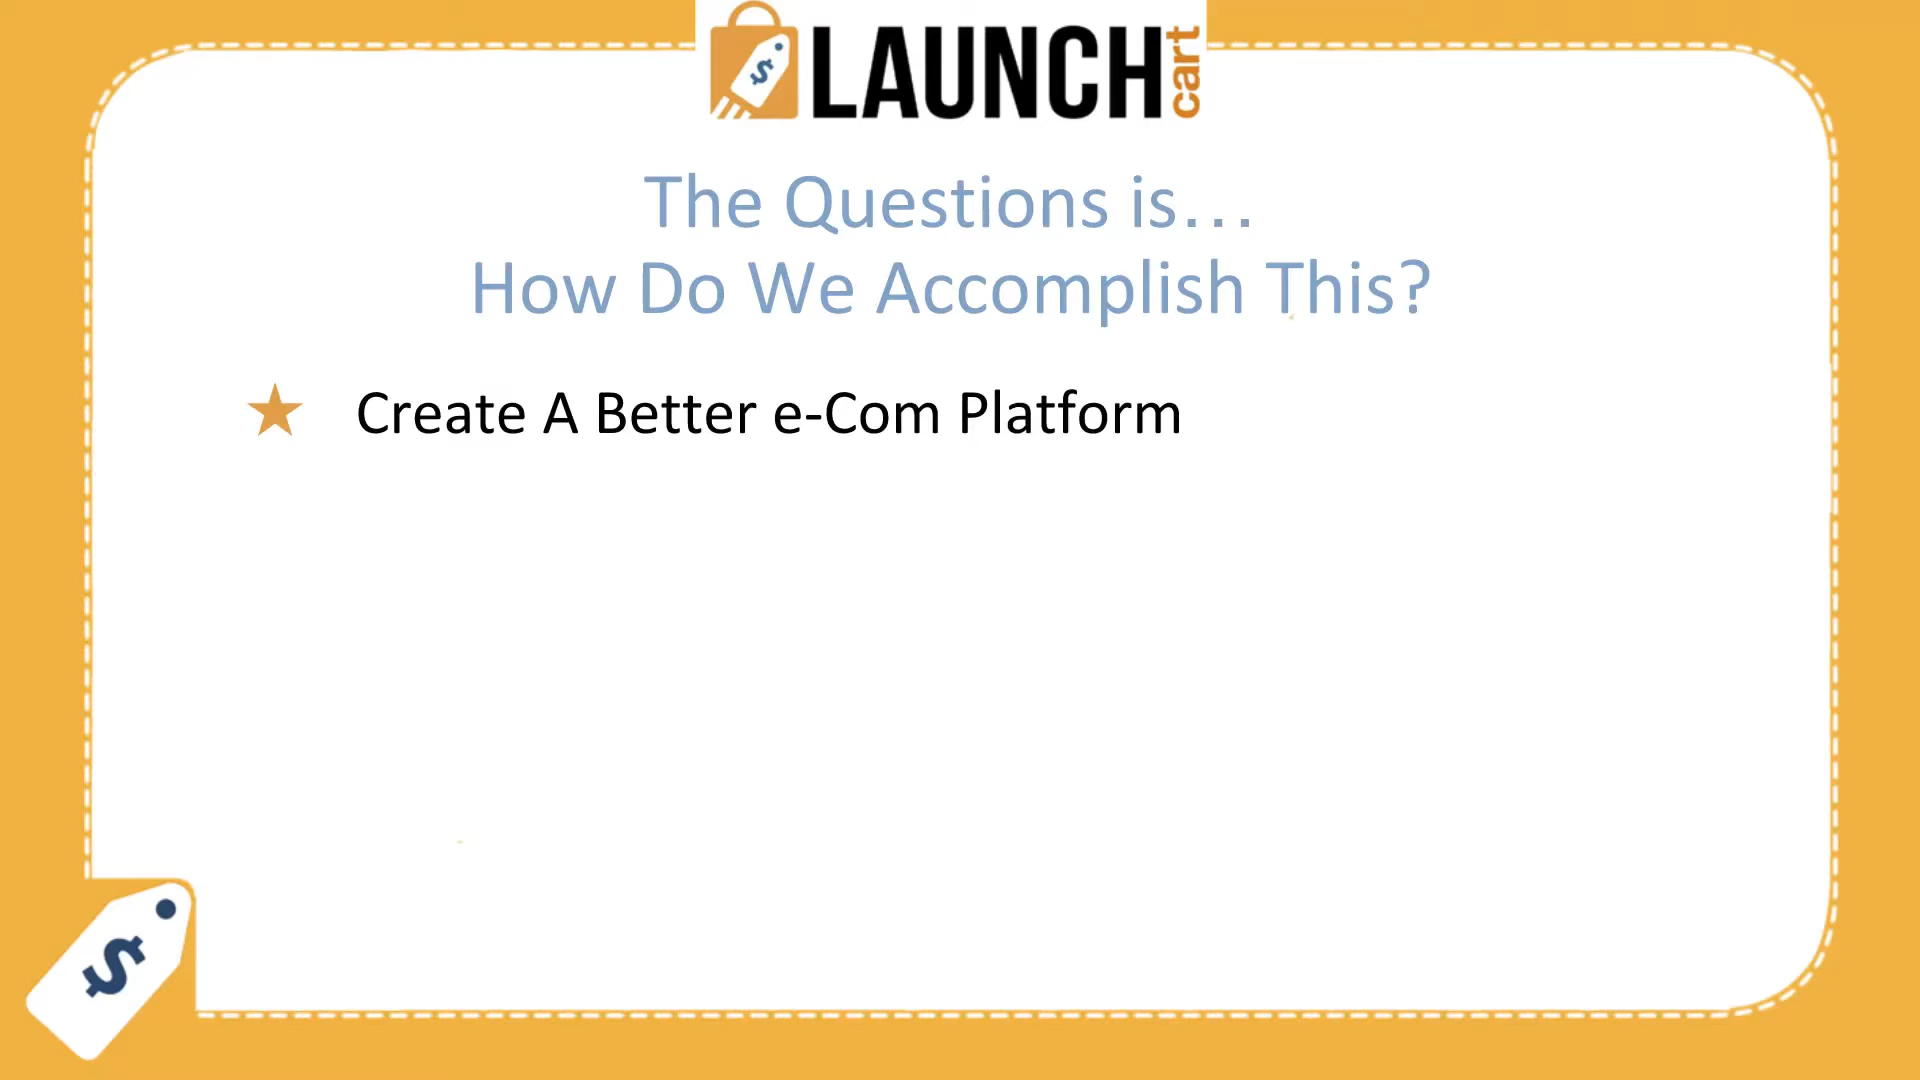 LAUNCH cart
The Questions is...
How Do We Accomplish This?
Create A Better e-Com Platform